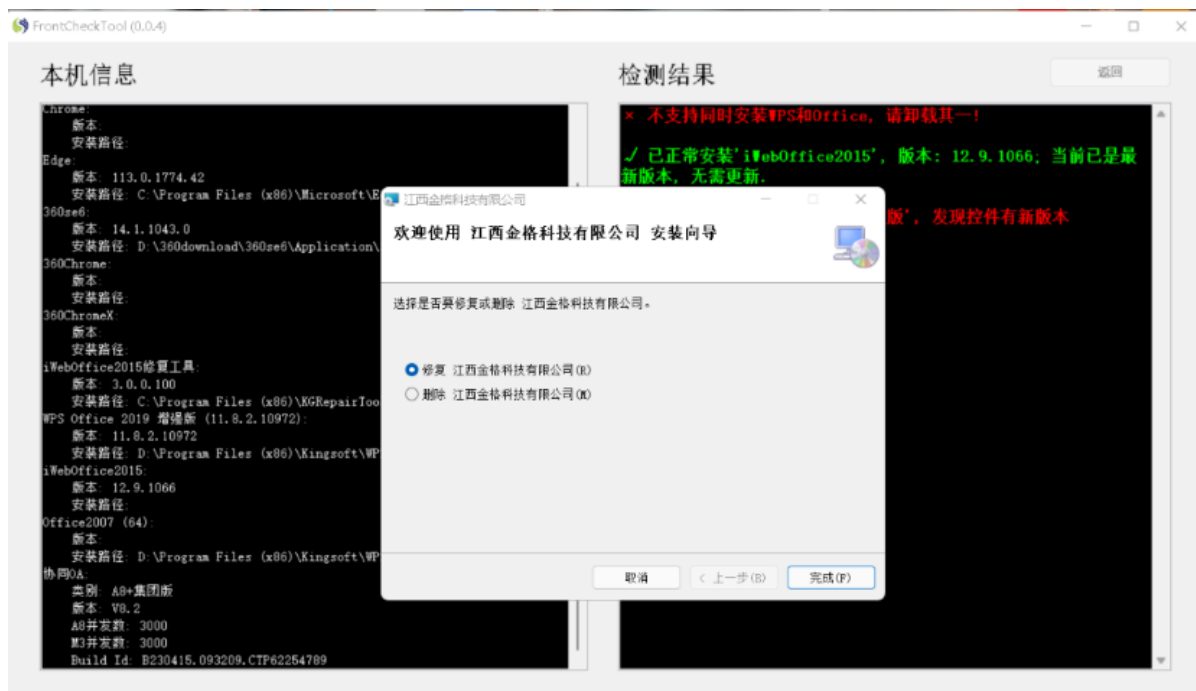 FrontCheckTool (0.0.4)
本机信息
Chrome:
版本:
安装路径:
Edge:
版本: 113.0.1774.42
安装路径: C:\Program Files (x86)\Microsoft\E
360se6:
版本: 14.1.1043.0
安装路径: D:\360download\360se6\Application\
360Chrome:
版本:
安装路径:
360ChromeX:
版本:
安装路径:
iWebOffice2015修复工具:
版本: 3.0.0.100
安装路径: C:\Program Files (x86)\KGRepairToo
WPS Office 2019 增强版 (11.8.2.10972):
版本: 11.8.2.10972
安装路径: D:\Program Files (x86)\Kingsoft\WP
iWebOffice2015:
版本: 12.9.1066
安装路径:
Office2007 (64):
版本:
安装路径: D:\Program Files (x86)\Kingsoft\WP
协同OA:
类别: A8+集团版
版本: V8.2
A8并发数: 3000
M3并发数: 3000
Build Id: B230415.093209.CTP62254789
检测结果
返回
× 不支持同时安装WPS和Office, 请卸载其一!
✓ 已正常安装'iWebOffice2015', 版本: 12.9.1066; 当前已是最
新版本, 无需更新.
版', 发现控件有新版本
江西金格科技有限公司
欢迎使用 江西金格科技有限公司 安装向导
选择是否要修复或删除 江西金格科技有限公司。
修复 江西金格科技有限公司(R)
删除 江西金格科技有限公司(M)
取消
< 上一步(B)
完成(F)